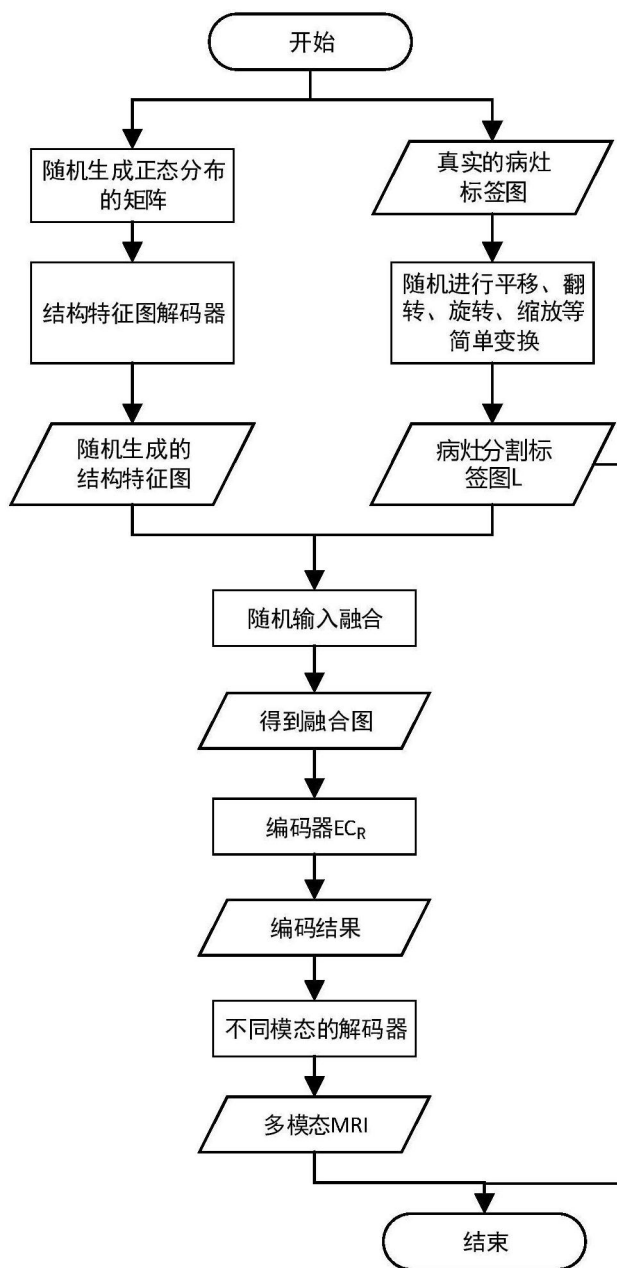 开始
随机生成正态分布
的矩阵
真实的病灶
标签图
结构特征图解码器
随机进行平移、翻
转、旋转、缩放等
简单变换
随机生成的
结构特征图
病灶分割标
签图L
随机输入融合
得到融合图
编码器ECR
编码结果
不同模态的解码器
多模态MRI
结束